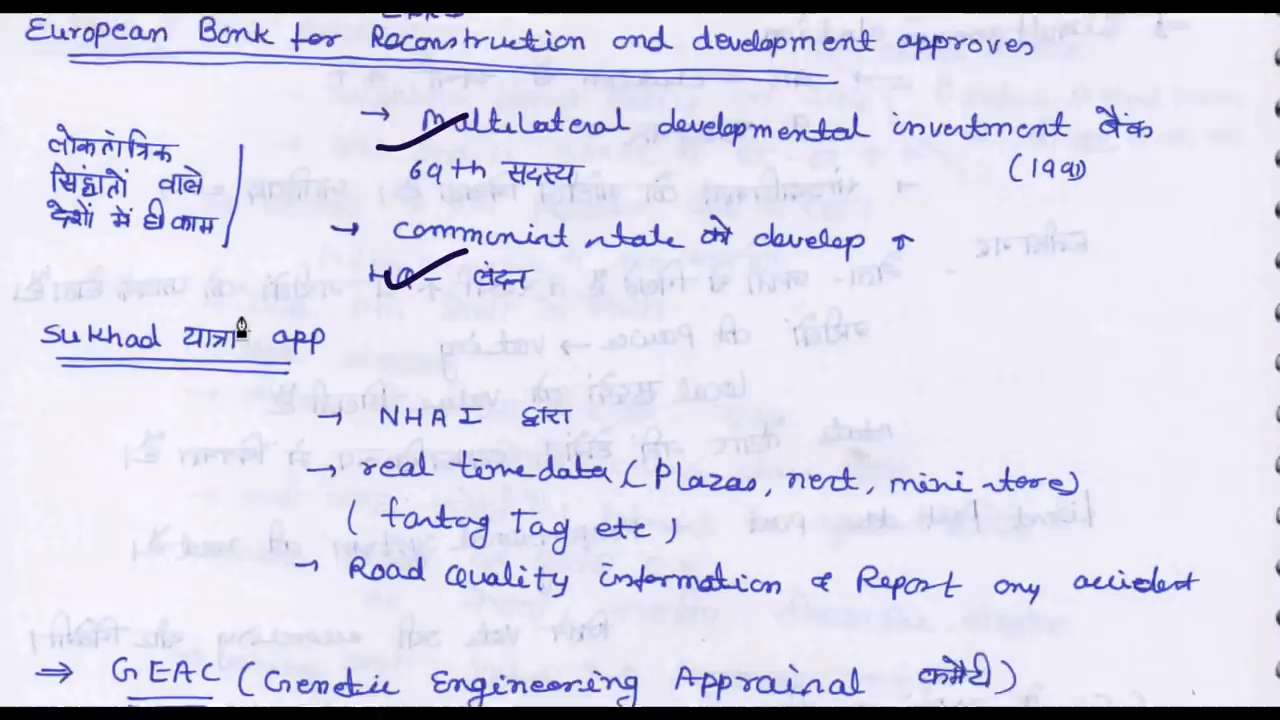 European Bank for Reconstruction and development approves
→ Multilateral developmental investment बैंक
(1991)
लोकतांत्रिक
सिद्धांतों वाले
देशों में ही काम
69th सदस्य
→ communist state को develop
HQ - लंदन
Sukhad यात्रा app
→ NHAI द्वारा
→ real time data (Plazas, rest, mini store)
(fastag Tag etc)
→ Road Quality information & Report any accident
⇒ GEAC (Genetic Engineering Appraisal कमेटी)